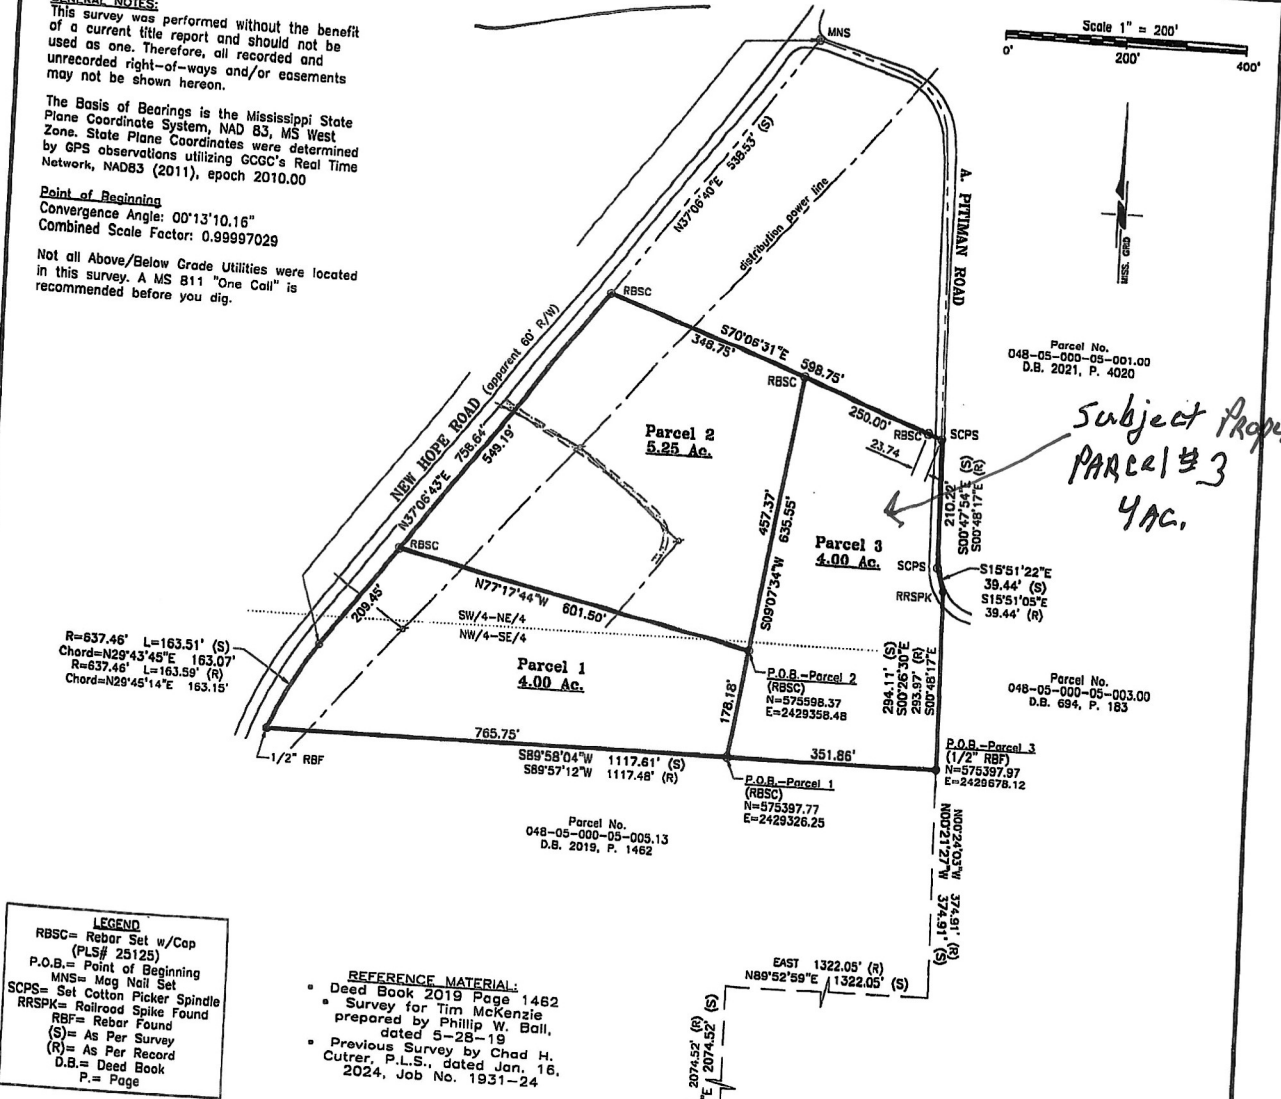 GENERAL NOTES:
This survey was performed without the benefit
of a current title report and should not be
used as one. Therefore, all recorded and
unrecorded right-of-ways and/or easements
may not be shown hereon.
The Basis of Bearings is the Mississippi State
Plane Coordinate System, NAD 83, MS West
Zone. State Plane Coordinates were determined
by GPS observations utilizing GCGC's Real Time
Network, NAD83 (2011), epoch 2010.00
Point of Beginning
Convergence Angle: 00°13'10.16"
Combined Scale Factor: 0.99997029
Not all Above/Below Grade Utilities were located
in this survey. A MS 811 "One Call" is
recommended before you dig.
MNS
Scale 1" = 200'
0'
200'
400'
MISS. GRID
N37°06'40"E 538.53' (S)
distribution power line
A. PITTMAN ROAD
NEW HOPE ROAD (apparent 60' R/W)
N37°06'43"E 758.64'
549.19'
RBSC
S70°06'31"E 598.75'
348.75'
RBSC
250.00'
RBSC
SCPS
23.74
Parcel No.
048-05-000-05-001.00
D.B. 2021, P. 4020
Subject Prope
PARCEL # 3
4 AC.
Parcel 2
5.25 Ac.
457.37'
635.55'
S09°07'34"W
Parcel 3
4.00 Ac.
210.22'
S00°47'54"E (S)
S00°48'17"E (R)
SCPS
RRSPK
S15°51'22"E
39.44' (S)
S15°51'05"E
39.44' (R)
RBSC
N77°17'44"W 601.50'
209.45'
SW/4-NE/4
NW/4-SE/4
R=637.46' L=163.51' (S)
Chord=N29°43'45"E 163.07'
R=637.46' L=163.59' (R)
Chord=N29°45'14"E 163.15'
Parcel 1
4.00 Ac.
178.18'
P.O.B.-Parcel 2
(RBSC)
N=575598.37
E=2429358.48
294.11' (S)
S00°26'30"E
293.97' (R)
S00°48'17"E
Parcel No.
048-05-000-05-003.00
D.B. 694, P. 183
1/2" RBF
765.75'
351.86'
S89°58'04"W 1117.61' (S)
S89°57'12"W 1117.48' (R)
P.O.B.-Parcel 1
(RBSC)
N=575397.77
E=2429326.25
P.O.B.-Parcel 3
(1/2" RBF)
N=575397.97
E=2429678.12
Parcel No.
048-05-000-05-005.13
D.B. 2019, P. 1462
N00°24'03"W 374.91' (R)
N00°21'27"W 374.91' (S)
EAST 1322.05' (R)
N89°52'59"E 1322.05' (S)
2074.52' (R)
"E 2074.52' (S)
LEGEND
RBSC= Rebar Set w/Cap
(PLS# 25125)
P.O.B.= Point of Beginning
MNS= Mag Nail Set
SCPS= Set Cotton Picker Spindle
RRSPK= Railroad Spike Found
RBF= Rebar Found
(S)= As Per Survey
(R)= As Per Record
D.B.= Deed Book
P.= Page
REFERENCE MATERIAL:
▫ Deed Book 2019 Page 1462
▫ Survey for Tim McKenzie
prepared by Phillip W. Ball,
dated 5-28-19
▫ Previous Survey by Chad H.
Cutrer, P.L.S., dated Jan. 16,
2024, Job No. 1931-24